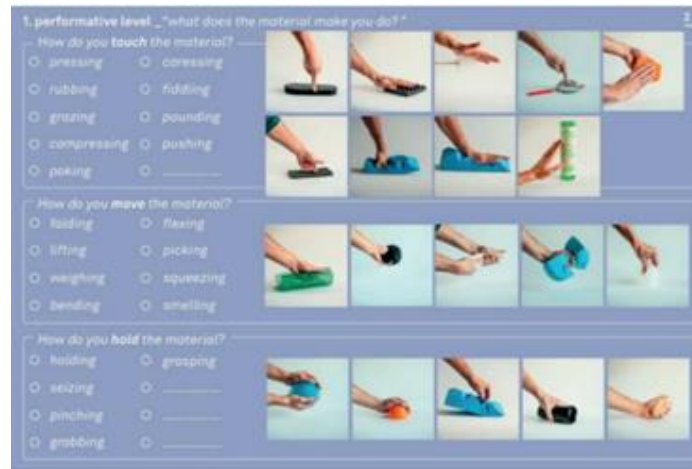 1. performative level _"what does the material make you do?"
How do you touch the material?
pressing caressing
rubbing fiddling
grazing pounding
compressing pushing
poking
How do you move the material?
folding flexing
lifting picking
weighing squeezing
bending smelling
How do you hold the material?
holding grasping
seizing
pinching
grabbing